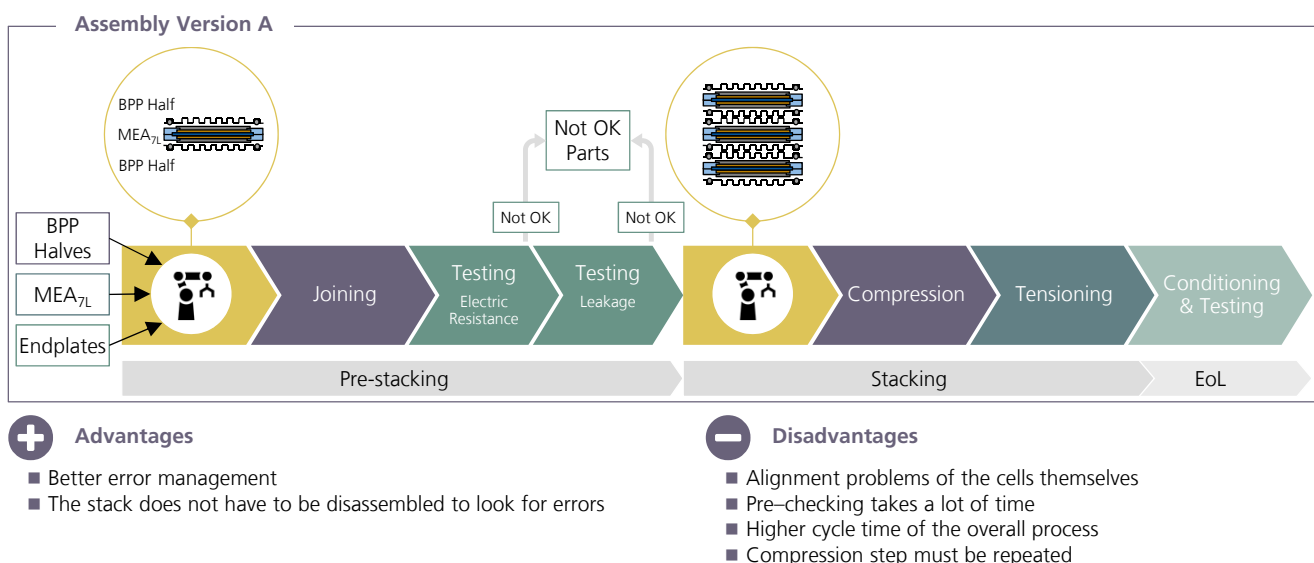 Assembly Version A
BPP Half
MEA7L
BPP Half
Not OK
Parts
Not OK
Not OK
BPP
Halves
MEA7L
Endplates
Joining
Testing
Electric
Resistance
Testing
Leakage
Compression
Tensioning
Conditioning
& Testing
Pre-stacking
Stacking
EoL
Advantages
Better error management
The stack does not have to be disassembled to look for errors
Disadvantages
Alignment problems of the cells themselves
Pre–checking takes a lot of time
Higher cycle time of the overall process
Compression step must be repeated